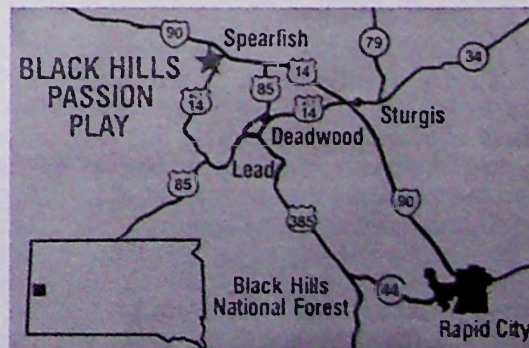 90
Spearfish
79
34
BLACK HILLS
PASSION
PLAY
14
85
14
14
Sturgis
Deadwood
Lead
85
385
90
Black Hills
National Forest
44
Rapid City